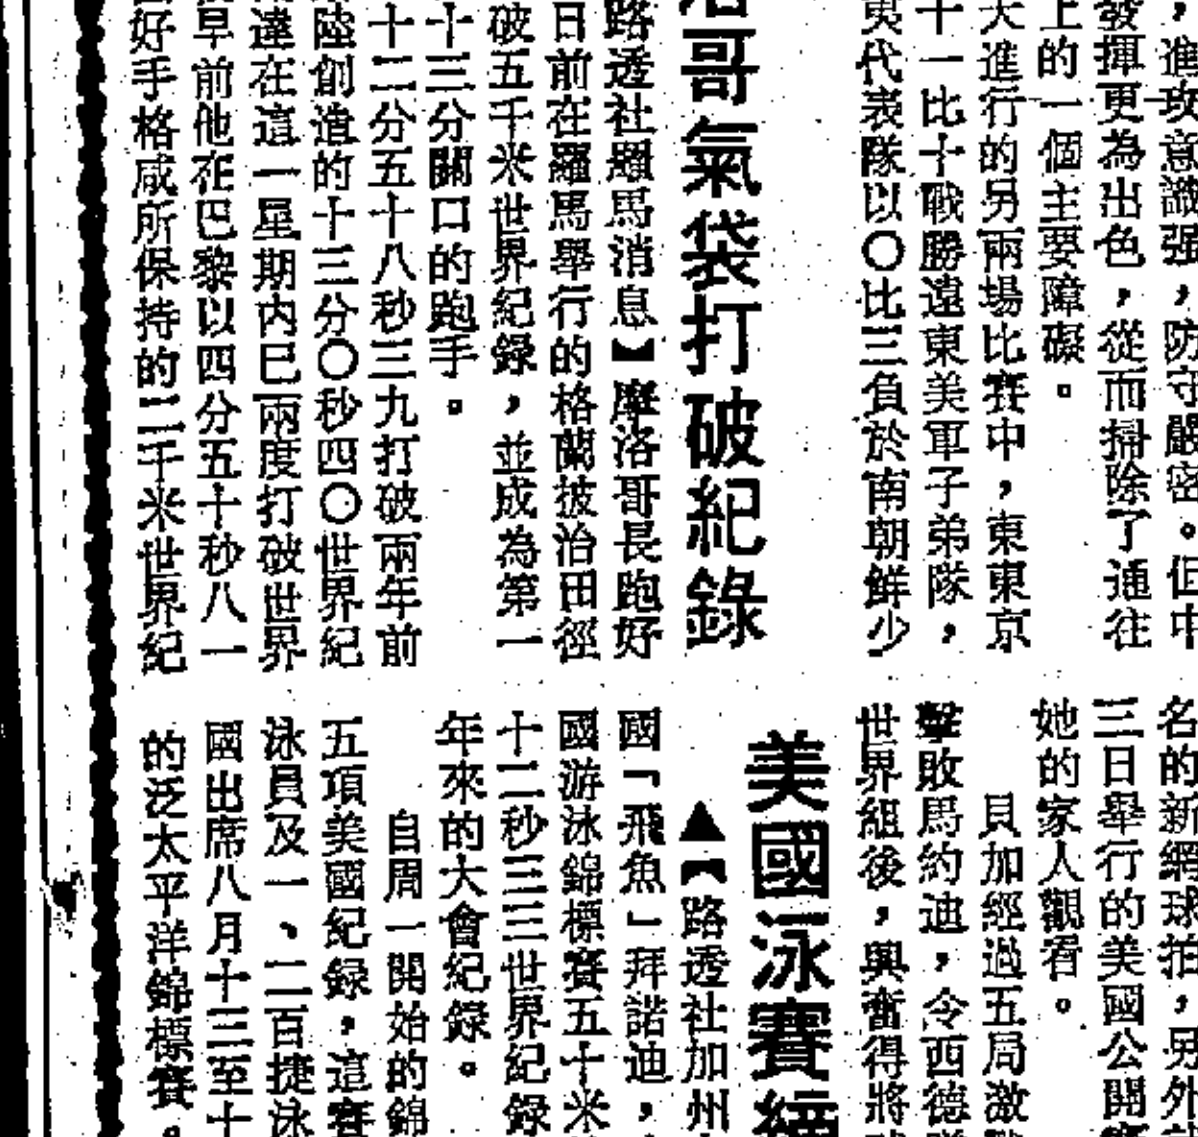 ，進攻意識强，防守嚴密。但中
發揮更為出色，從而掃除了通往
上的一個主要障礙。
大進行的另兩場比賽中，東東京
十一比十戰勝遠東美軍子弟隊，
夷代表隊以〇比三負於南朝鮮少
洛哥氣袋打破紀錄
路透社羅馬消息】摩洛哥長跑好
日前在羅馬舉行的格蘭披治田徑
破五千米世界紀錄，並成為第一
十三分關口的跑手。
十二分五十八秒三九打破兩年前
陸創造的十三分〇秒四〇世界紀
達在這一星期内已兩度打破世界
早前他在巴黎以四分五十秒八一
好手格咸所保持的二千米世界紀
名的新網球拍，另外
三日舉行的美國公開賽
她的家人觀看。
貝加經過五局激
擊敗馬約迪，令西德
世界組後，興奮得將
美國泳賽續
▲【路透社加州
國「飛魚」拜諾迪，
國游泳錦標賽五十米
十二秒三三世界紀錄
年來的大會紀錄。
自周一開始的錦
五項美國紀錄，這賽
泳員及一、二百捷泳
國出席八月十三至十
的泛太平洋錦標賽。